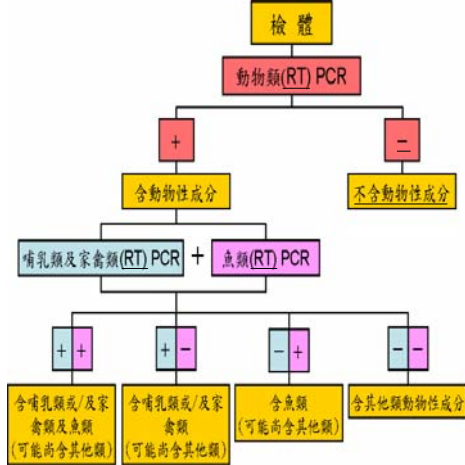 檢體
動物類(RT) PCR
+
−
含動物性成分
不含動物性成分
哺乳類及家禽類(RT) PCR + 魚類(RT) PCR
+ +
+ −
− +
− −
含哺乳類或/及家
禽類及魚類
(可能尚含其他類)
含哺乳類或/及家
禽類
(可能尚含其他類)
含魚類
(可能尚含其他類)
含其他類動物性成分